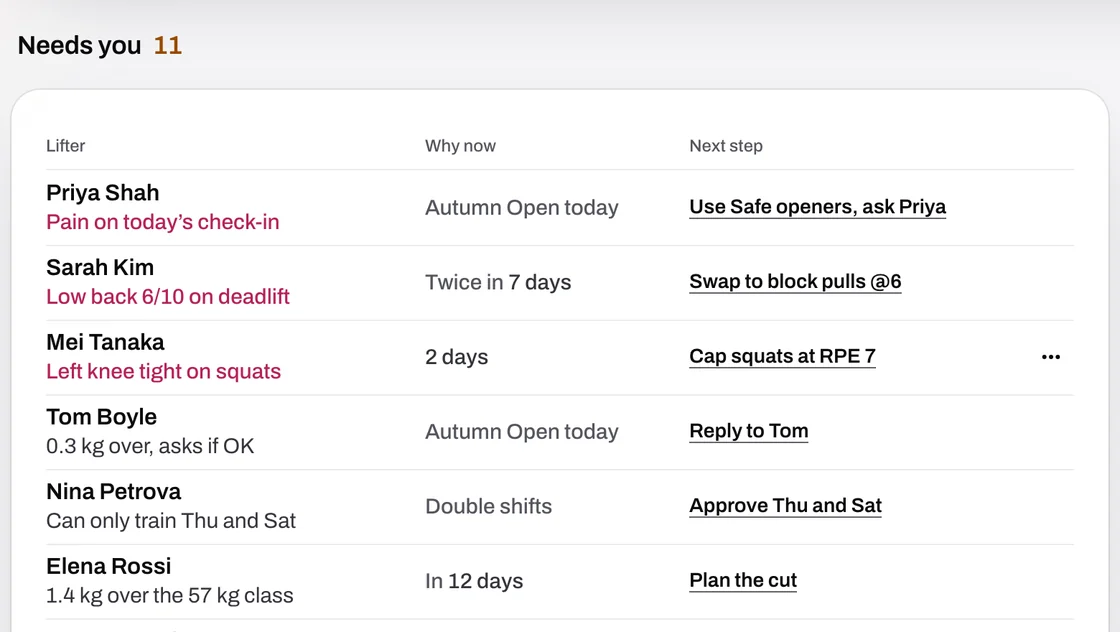 Needs you 11
Lifter Why now Next step
Priya Shah
Pain on today’s check-in
Autumn Open today
Use Safe openers, ask Priya
Sarah Kim
Low back 6/10 on deadlift
Twice in 7 days
Swap to block pulls @6
Mei Tanaka
Left knee tight on squats
2 days
Cap squats at RPE 7
Tom Boyle
0.3 kg over, asks if OK
Autumn Open today
Reply to Tom
Nina Petrova
Can only train Thu and Sat
Double shifts
Approve Thu and Sat
Elena Rossi
1.4 kg over the 57 kg class
In 12 days
Plan the cut